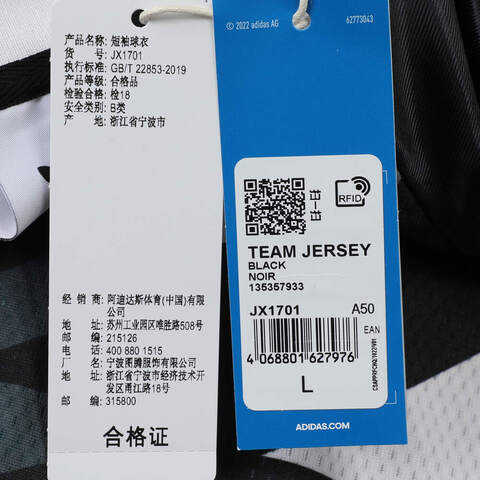 产品名称: 短袖球衣
货 号: JX1701
执行标准: GB/T 22853-2019
产品等级: 合格品
检验合格: 检18
安全类别: B类
产 地: 浙江省宁波市
经 销 商: 阿迪达斯体育(中国)有限
公司
地 址: 苏州工业园区唯胜路508号
邮 编: 215126
电 话: 400 880 1515
厂 名: 宁波图腾服饰有限公司
地 址: 浙江省宁波市经济技术开
发区甬江路18号
邮 编: 315800
合格证
© 2022 adidas AG
62773043
RFID
TEAM JERSEY
BLACK
NOIR
135357933
JX1701 A50
EAN
4 068801 627976
L
ADIDAS.COM